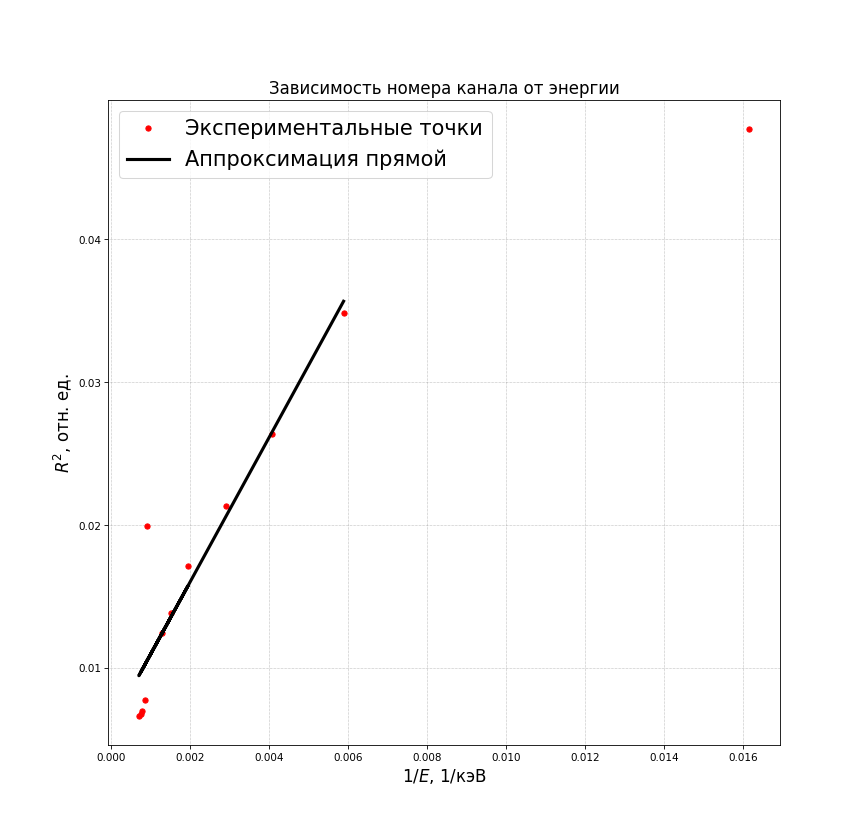 Зависимость номера канала от энергии
Экспериментальные точки
Аппроксимация прямой
0.04
0.03
0.02
0.01
R², отн. ед.
0.000 0.002 0.004 0.006 0.008 0.010 0.012 0.014 0.016
1/E, 1/кэВ